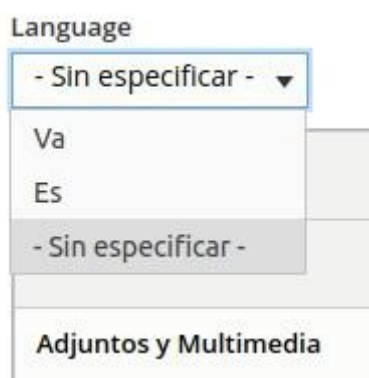 Language
- Sin especificar -
Va
Es
- Sin especificar -
Adjuntos y Multimedia